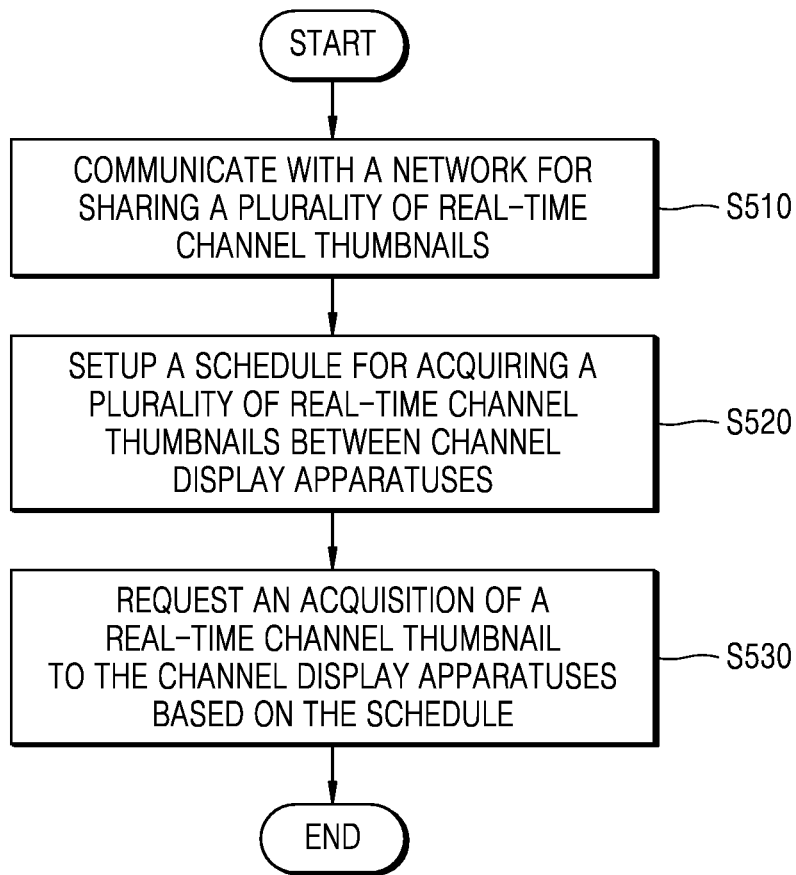 START
COMMUNICATE WITH A NETWORK FOR
SHARING A PLURALITY OF REAL-TIME
CHANNEL THUMBNAILS
S510
SETUP A SCHEDULE FOR ACQUIRING A
PLURALITY OF REAL-TIME CHANNEL
THUMBNAILS BETWEEN CHANNEL
DISPLAY APPARATUSES
S520
REQUEST AN ACQUISITION OF A
REAL-TIME CHANNEL THUMBNAIL
TO THE CHANNEL DISPLAY APPARATUSES
BASED ON THE SCHEDULE
S530
END